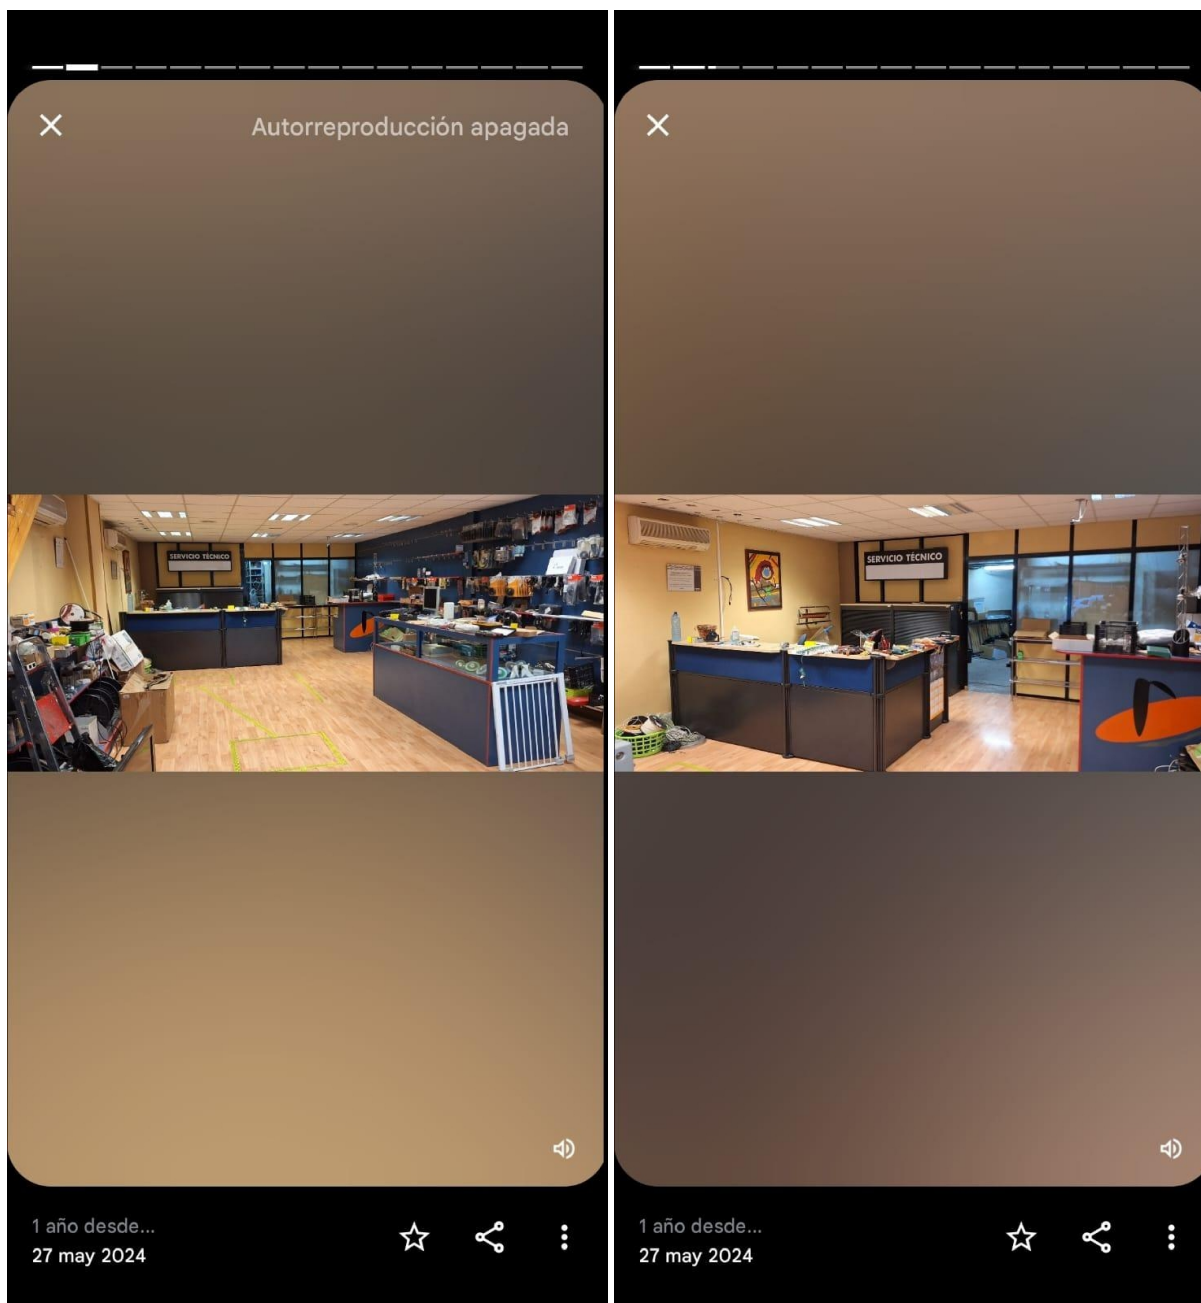 Autorreproducción apagada
SERVICIO TÉCNICO
1 año desde...
27 may 2024
SERVICIO TÉCNICO
1 año desde...
27 may 2024